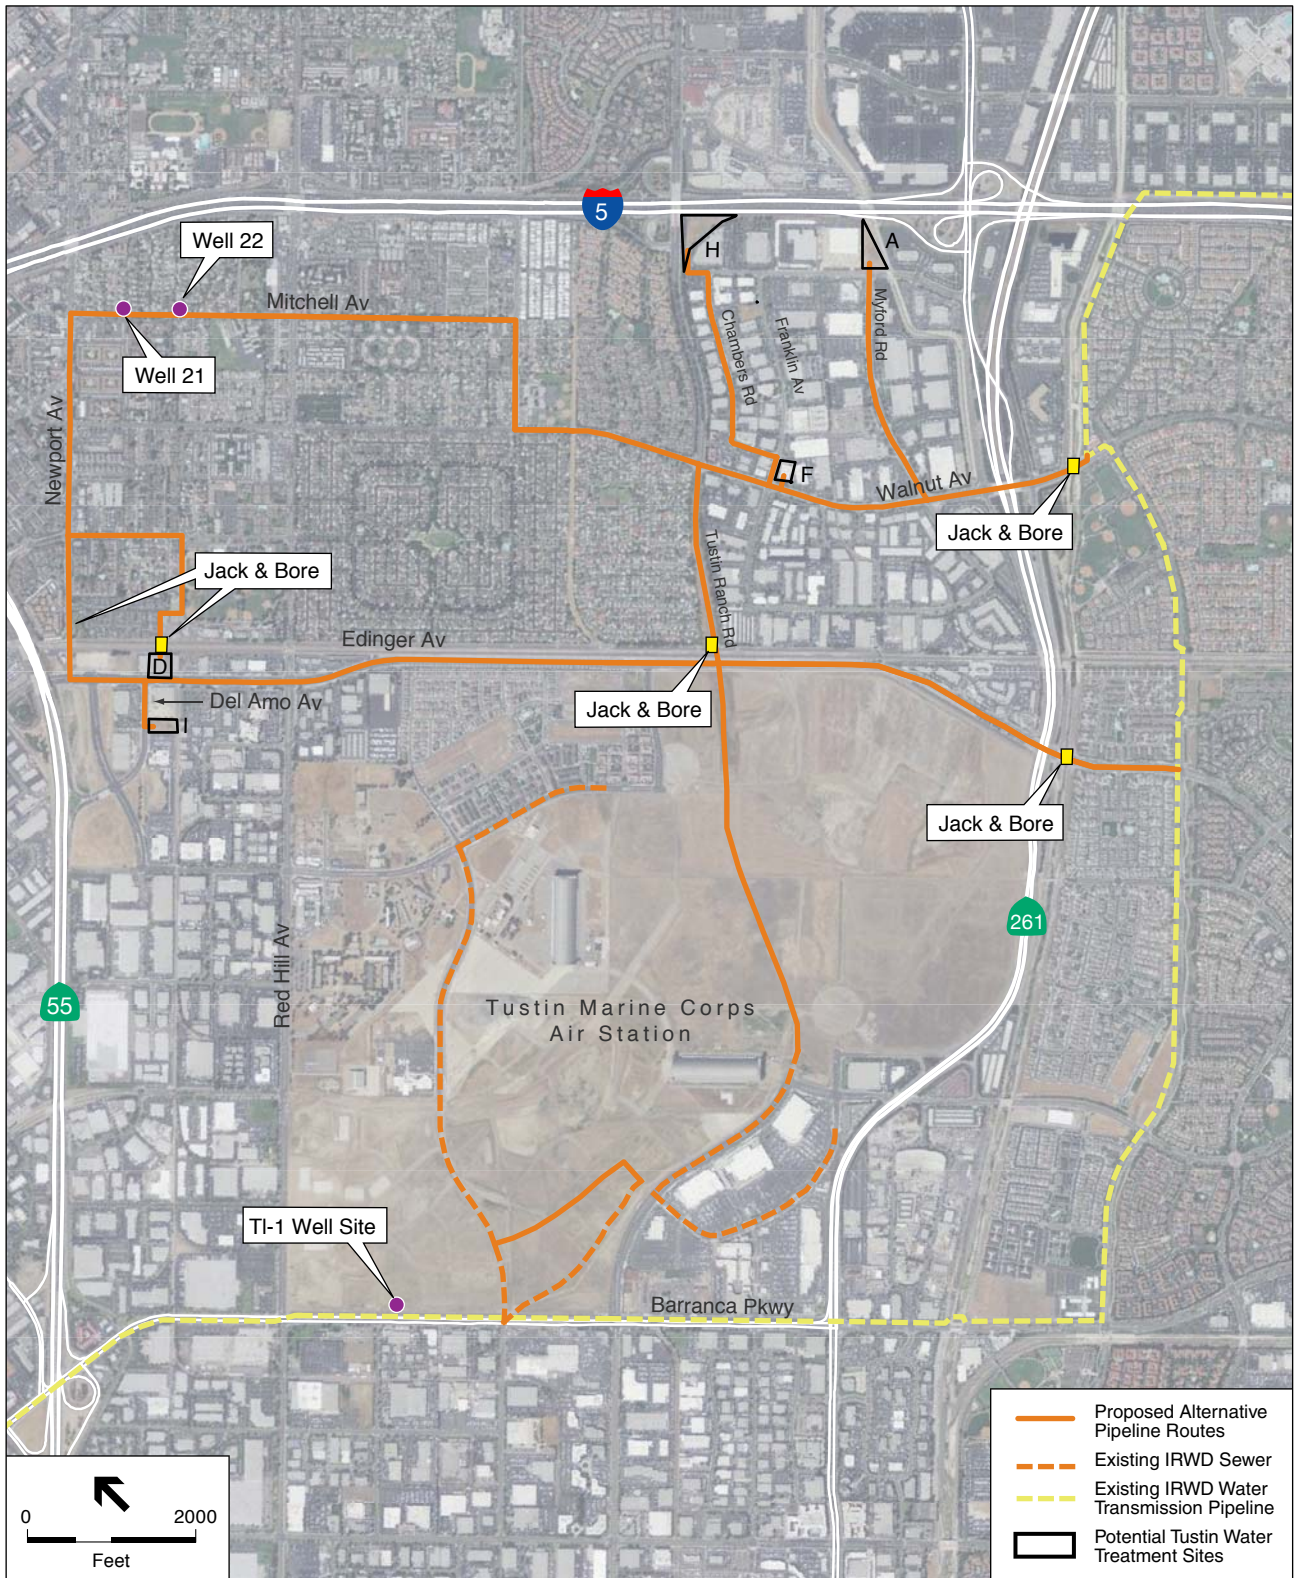 5
Well 22
H
A
Mitchell Av
Well 21
Chambers Rd
Franklin Av
Myford Rd
Newport Av
F
Walnut Av
Jack & Bore
Jack & Bore
Tustin Ranch Rd
Edinger Av
D
Del Amo Av
I
Jack & Bore
Jack & Bore
261
Red Hill Av
55
Tustin Marine Corps
Air Station
TI-1 Well Site
Barranca Pkwy
0
2000
Feet
Proposed Alternative
Pipeline Routes
Existing IRWD Sewer
Existing IRWD Water
Transmission Pipeline
Potential Tustin Water
Treatment Sites